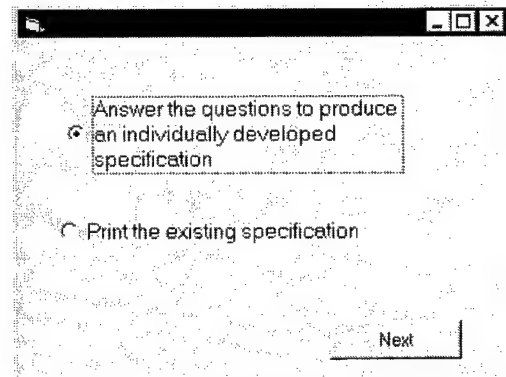 Answer the questions to produce
an individually developed
specification
Print the existing specification
Next